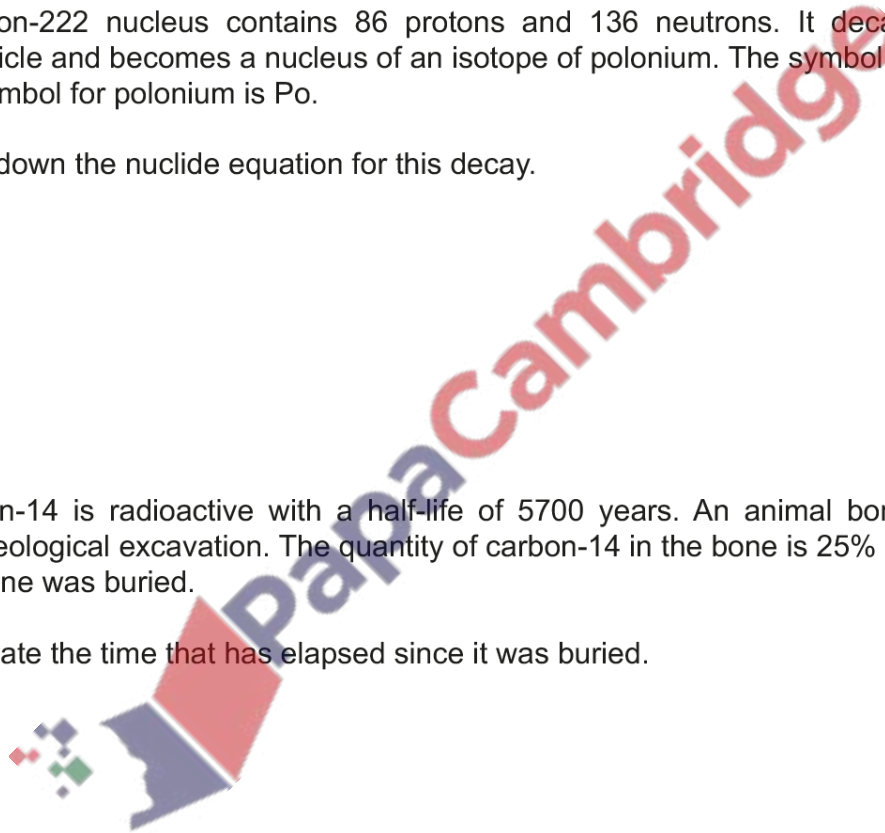 on-222 nucleus contains 86 protons and 136 neutrons. It deca
icle and becomes a nucleus of an isotope of polonium. The symbol
mbol for polonium is Po.
down the nuclide equation for this decay.
n-14 is radioactive with a half-life of 5700 years. An animal bon
eological excavation. The quantity of carbon-14 in the bone is 25%
ne was buried.
ate the time that has elapsed since it was buried.
PapaCambridge